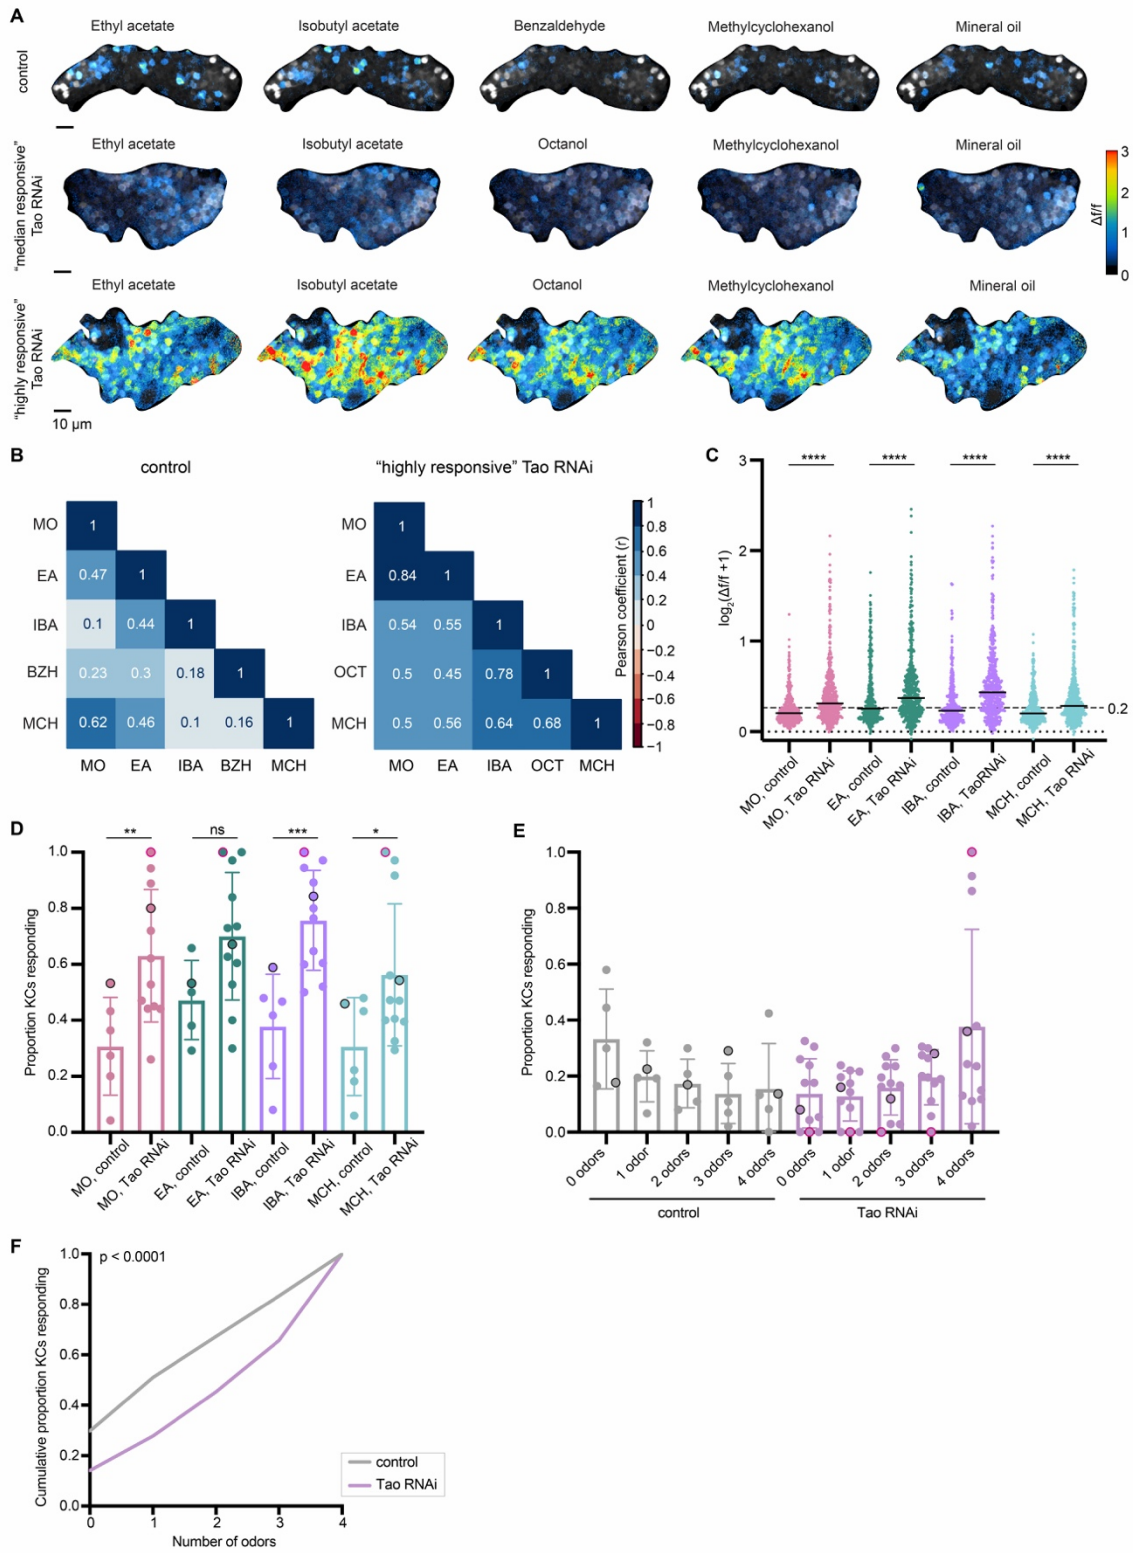 A
Ethyl acetate Isobutyl acetate Benzaldehyde Methylcyclohexanol Mineral oil
control
Ethyl acetate Isobutyl acetate Octanol Methylcyclohexanol Mineral oil
"median responsive"
Tao RNAi
3
2
1
0
Δf/f
Ethyl acetate Isobutyl acetate Octanol Methylcyclohexanol Mineral oil
"highly responsive"
Tao RNAi
10 µm
B
control
MO 1
EA 0.47 1
IBA 0.1 0.44 1
BZH 0.23 0.3 0.18 1
MCH 0.62 0.46 0.1 0.16 1
MO EA IBA BZH MCH
"highly responsive" Tao RNAi
MO 1
EA 0.84 1
IBA 0.54 0.55 1
OCT 0.5 0.45 0.78 1
MCH 0.5 0.56 0.64 0.68 1
MO EA IBA OCT MCH
Pearson coefficient (r)
1
0.8
0.6
0.4
0.2
0
−0.2
−0.4
−0.6
−0.8
−1
C
log2(Δf/f +1)
3
2
1
0
**** **** **** ****
0.2
MO, control
MO, Tao RNAi
EA, control
EA, Tao RNAi
IBA, control
IBA, TaoRNAi
MCH, control
MCH, Tao RNAi
D
Proportion KCs responding
1.0
0.8
0.6
0.4
0.2
0.0
** ns *** *
MO, control
MO, Tao RNAi
EA, control
EA, Tao RNAi
IBA, control
IBA, Tao RNAi
MCH, control
MCH, Tao RNAi
E
Proportion KCs responding
1.0
0.8
0.6
0.4
0.2
0.0
0 odors
1 odor
2 odors
3 odors
4 odors
0 odors
1 odor
2 odors
3 odors
4 odors
control Tao RNAi
F
Cumulative proportion KCs responding
p < 0.0001
1.0
0.8
0.6
0.4
0.2
0.0
0 1 2 3 4
Number of odors
control
Tao RNAi